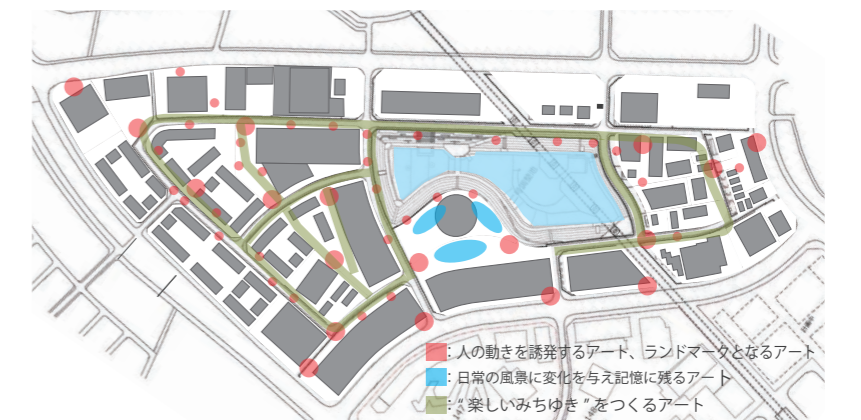 ：人の動きを誘発するアート、ランドマークとなるアート
：日常の風景に変化を与え記憶に残るアート
：“ 楽しいみちゆき ” をつくるアート